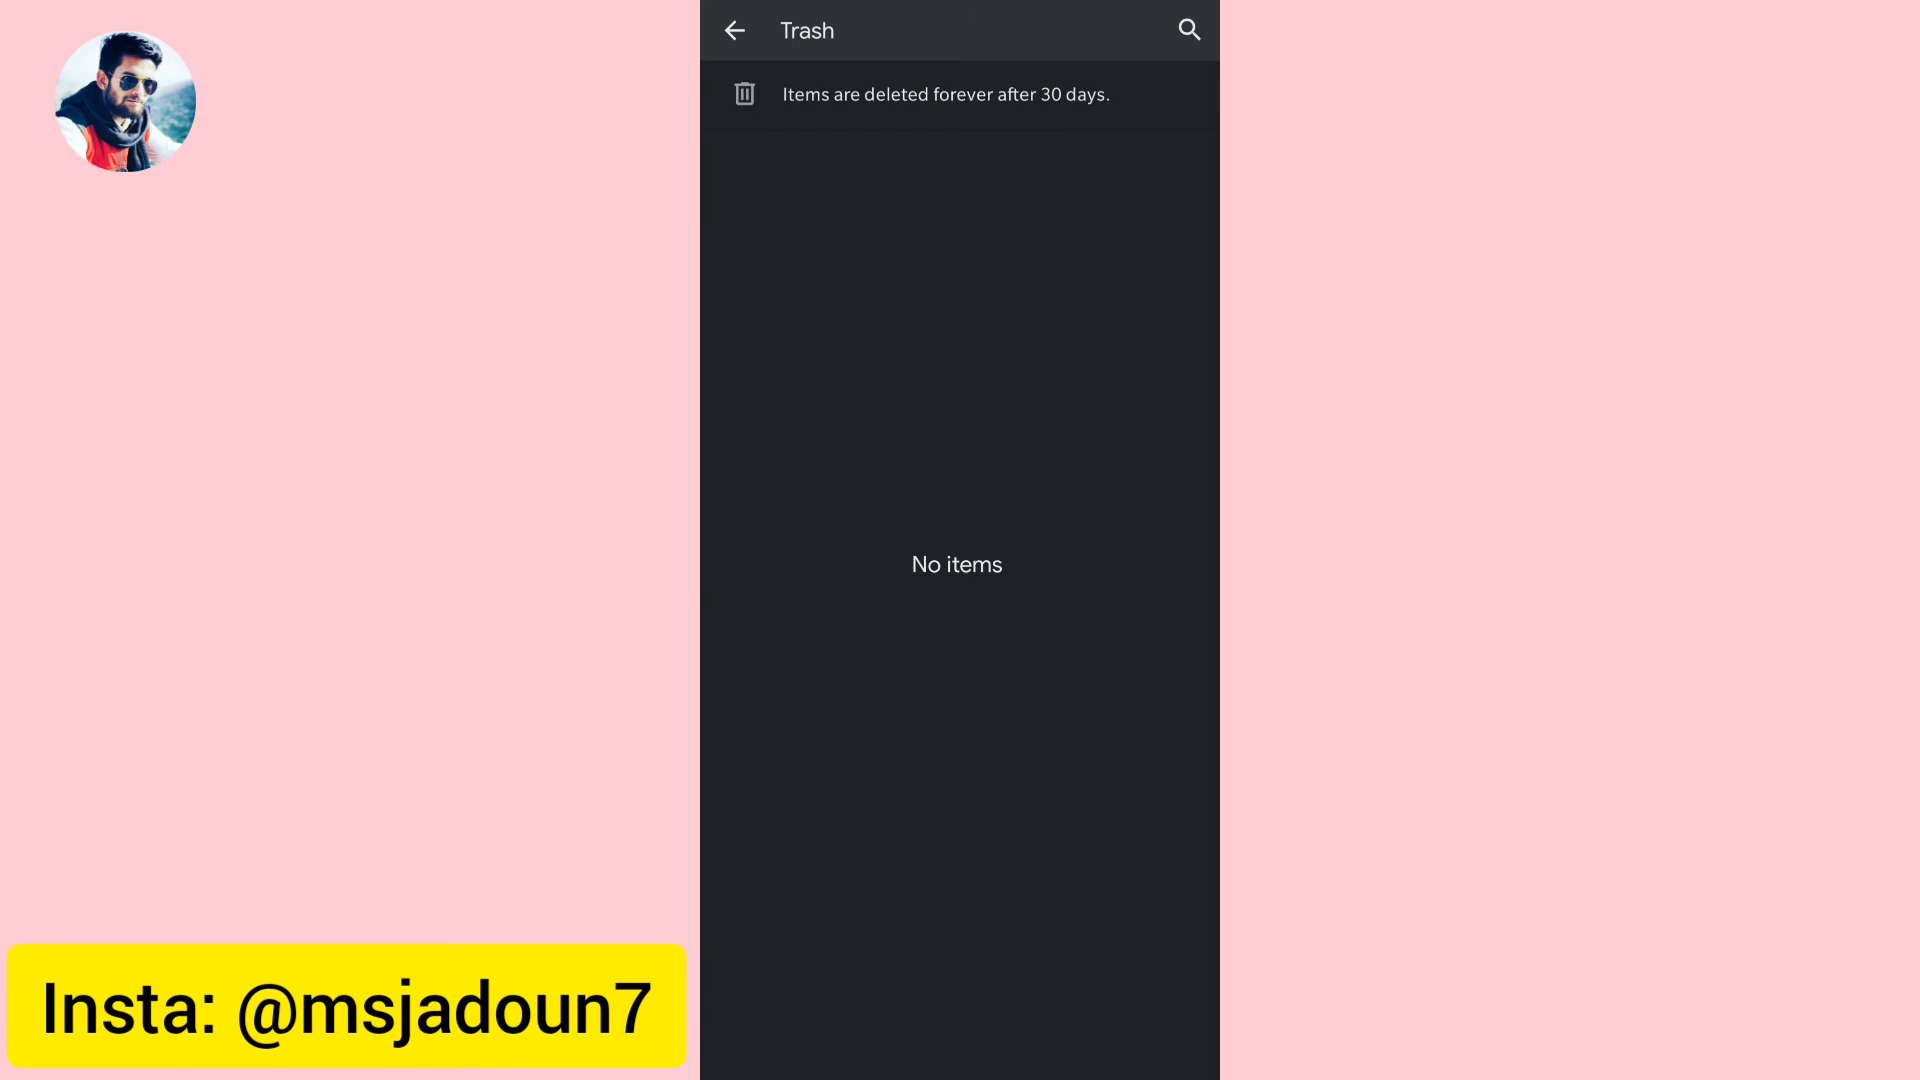 Trash
Items are deleted forever after 30 days.
No items
Insta: @msjadoun7